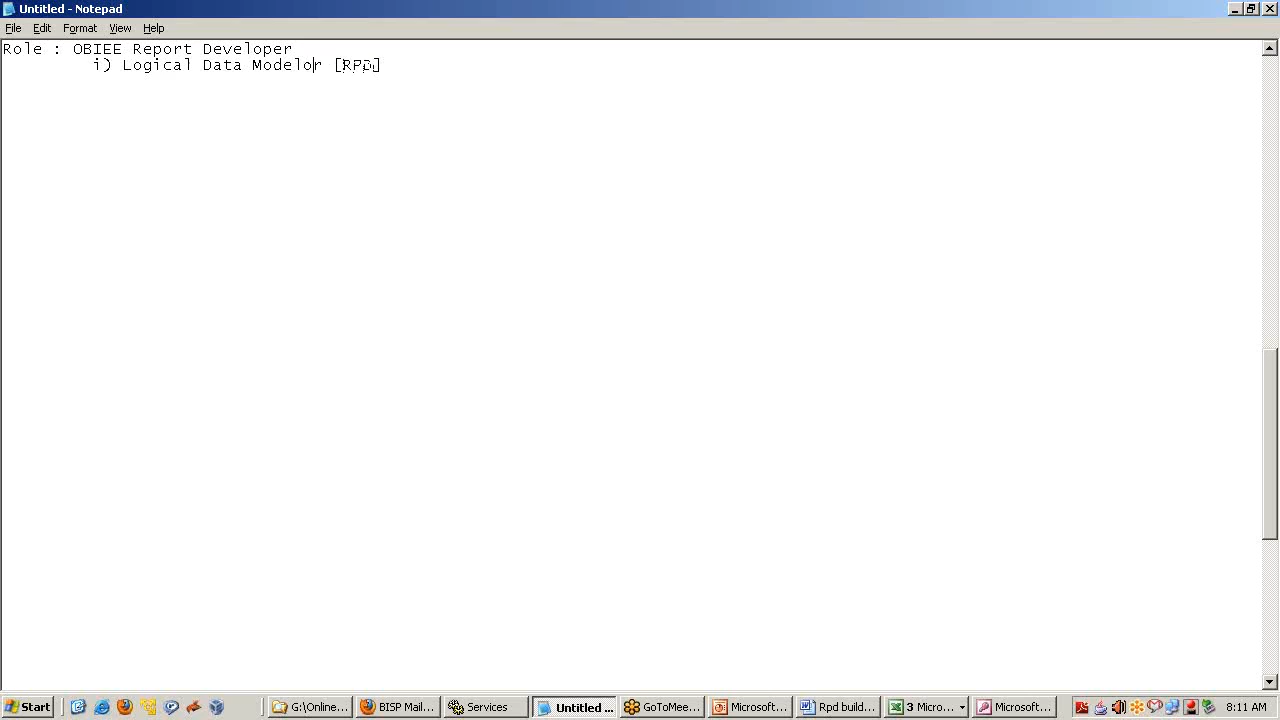 Untitled - Notepad
File Edit Format View Help
Role : OBIEE Report Developer
i) Logical Data Modelor [RPD]
Start G:\Online... BISP Mail... Services Untitled ... GoToMee... Microsoft... Rpd build... 3 Micro... Microsoft... 8:11 AM